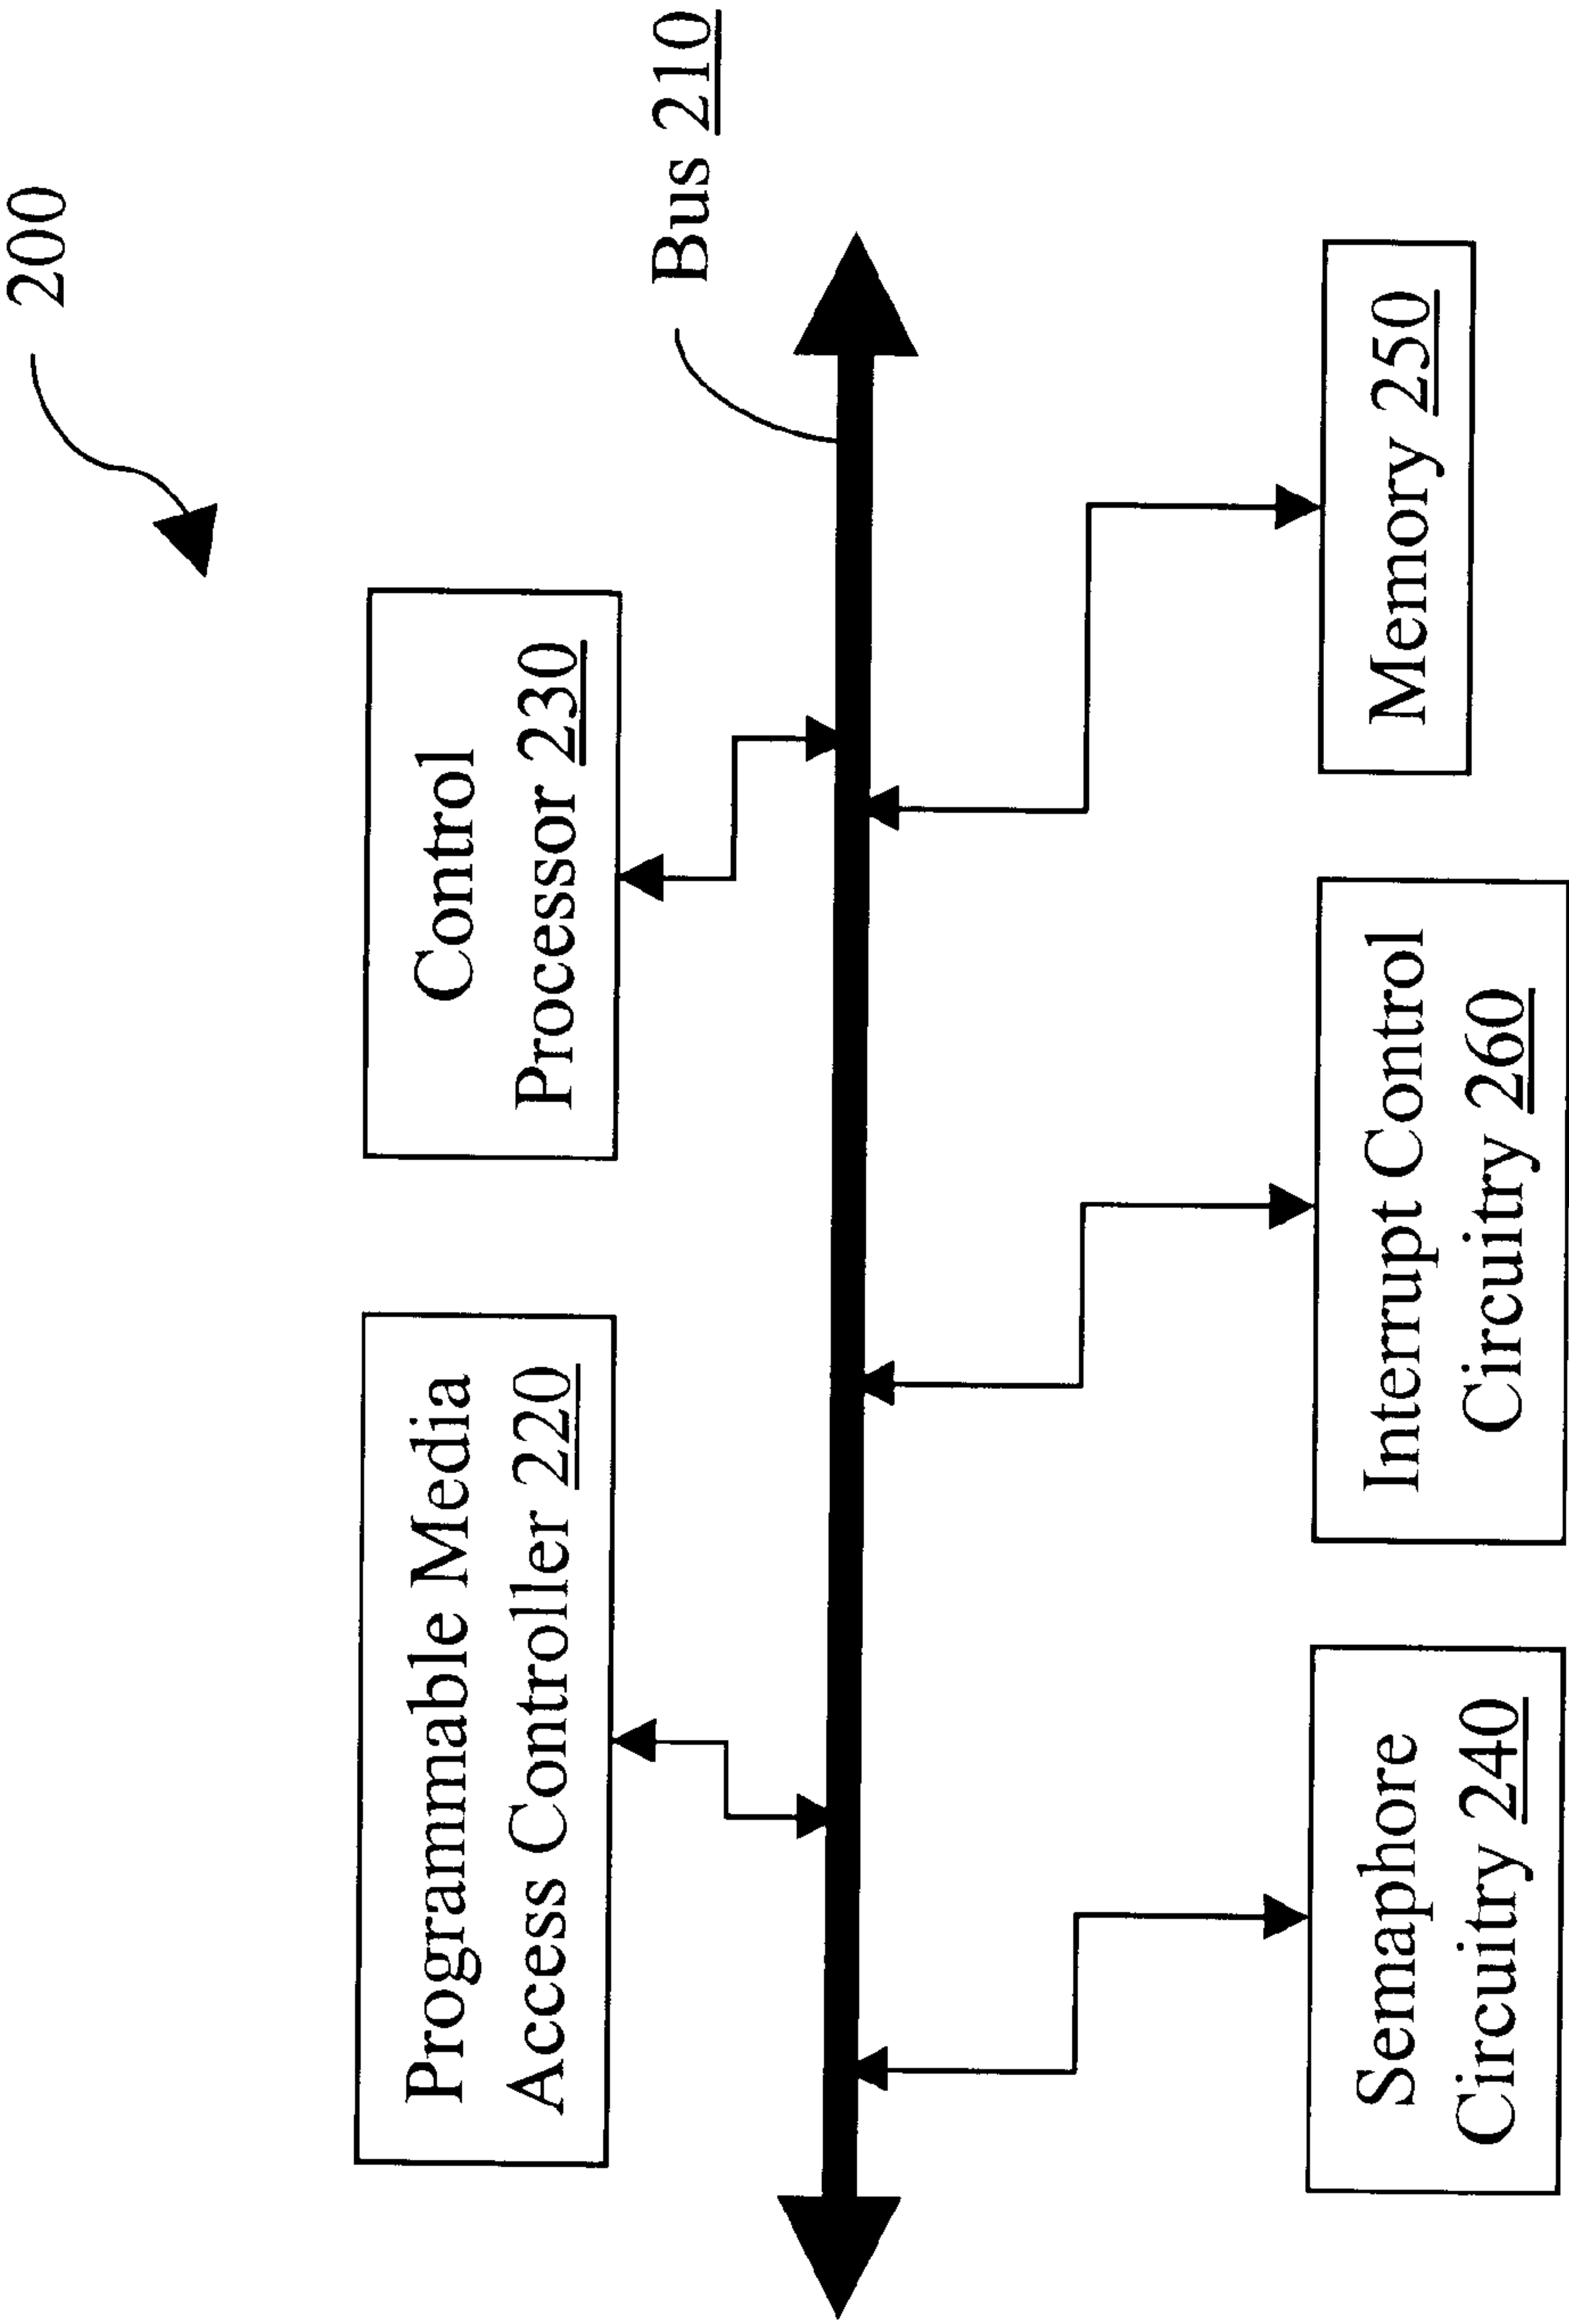 200
Bus 210
Programmable Media
Access Controller 220
Control
Processor 230
Semaphore
Circuitry 240
Interrupt Control
Circuitry 260
Memory 250